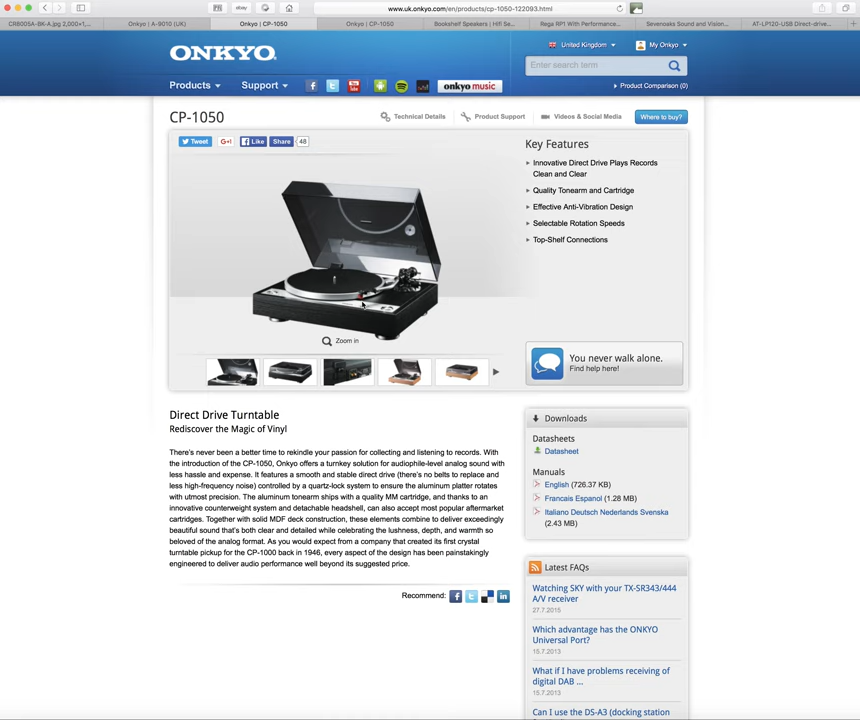 www.uk.onkyo.com/en/products/cp-1050-122093.html
ebay
CR8005A-B6-A.jpg 2,000×1,...
Onkyo | A-9010 (UK)
Onkyo | CP-1050
Onkyo | CP-1050
Bookshelf Speakers | Hifi Se...
Rega RP1 With Performance...
Sevenoaks Sound and Vision...
AT-LP120-USB Direct-drive...
ONKYO
United Kingdom
My Onkyo
Enter search term
Products
Support
onkyo music
Product Comparison (0)
CP-1050
Technical Details
Product Support
Videos & Social Media
Where to buy?
Tweet
G+1
Like
Share
48
Key Features
Innovative Direct Drive Plays Records
Clean and Clear
Quality Tonearm and Cartridge
Effective Anti-Vibration Design
Selectable Rotation Speeds
Top-Shelf Connections
Zoom in
You never walk alone.
Find help here!
Direct Drive Turntable
Rediscover the Magic of Vinyl
There's never been a better time to rekindle your passion for collecting and listening to records. With
the introduction of the CP-1050, Onkyo offers a turnkey solution for audiophile-level analog sound with
less hassle and expense. It features a smooth and stable direct drive (there's no belts to replace and
less high-frequency noise) controlled by a quartz-lock system to ensure the aluminum platter rotates
with utmost precision. The aluminum tonearm ships with a quality MM cartridge, and thanks to an
innovative counterweight system and detachable headshell, can also accept most popular aftermarket
cartridges. Together with solid MDF deck construction, these elements combine to deliver exceedingly
beautiful sound that's both clear and detailed while celebrating the lushness, depth, and warmth so
beloved of the analog format. As you would expect from a company that created its first crystal
turntable pickup for the CP-1000 back in 1946, every aspect of the design has been painstakingly
engineered to deliver audio performance well beyond its suggested price.
Recommend:
Downloads
Datasheets
Datasheet
Manuals
English (726.37 KB)
Francais Espanol (1.28 MB)
Italiano Deutsch Nederlands Svenska
(2.43 MB)
Latest FAQs
Watching SKY with your TX-SR343/444
A/V receiver
27.7.2015
Which advantage has the ONKYO
Universal Port?
15.7.2013
What if I have problems receiving of
digital DAB ...
15.7.2013
Can I use the DS-A3 (docking station